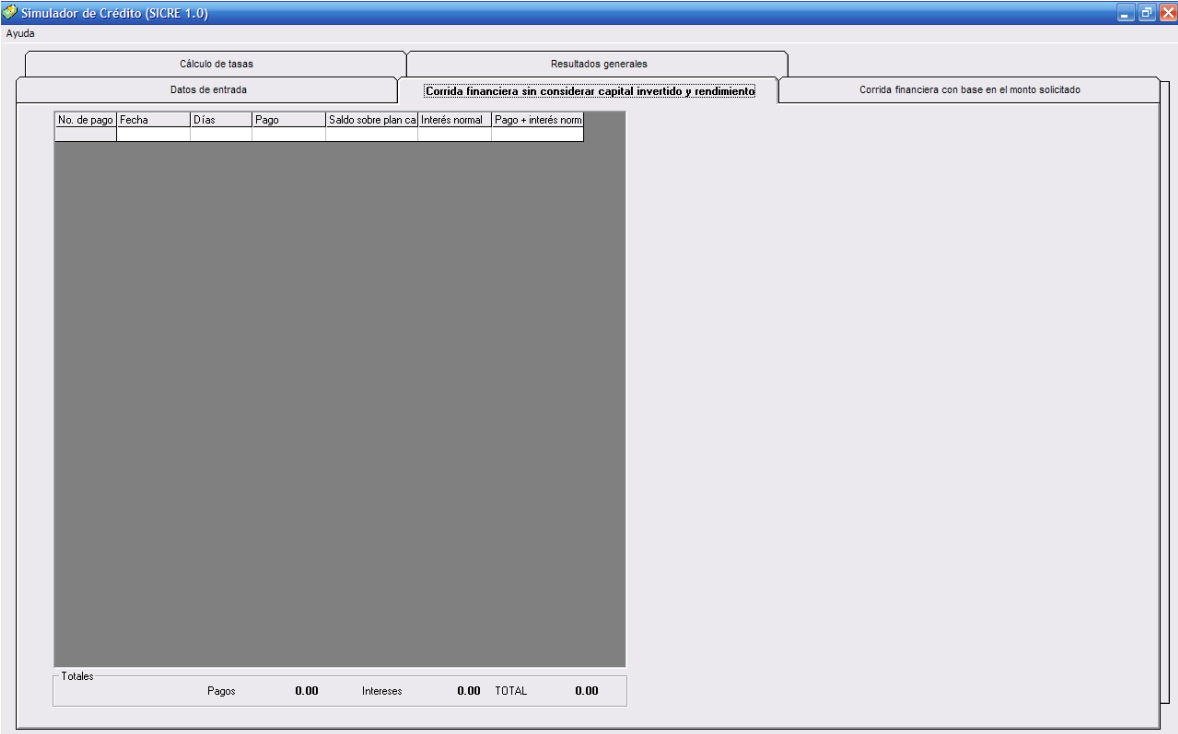 Simulador de Crédito (SICRE 1.0)
Ayuda
Cálculo de tasas Resultados generales
Datos de entrada Corrida financiera sin considerar capital invertido y rendimiento Corrida financiera con base en el monto solicitado
No. de pago Fecha Días Pago Saldo sobre plan ca Interés normal Pago + interés norm
Totales
Pagos 0.00 Intereses 0.00 TOTAL 0.00